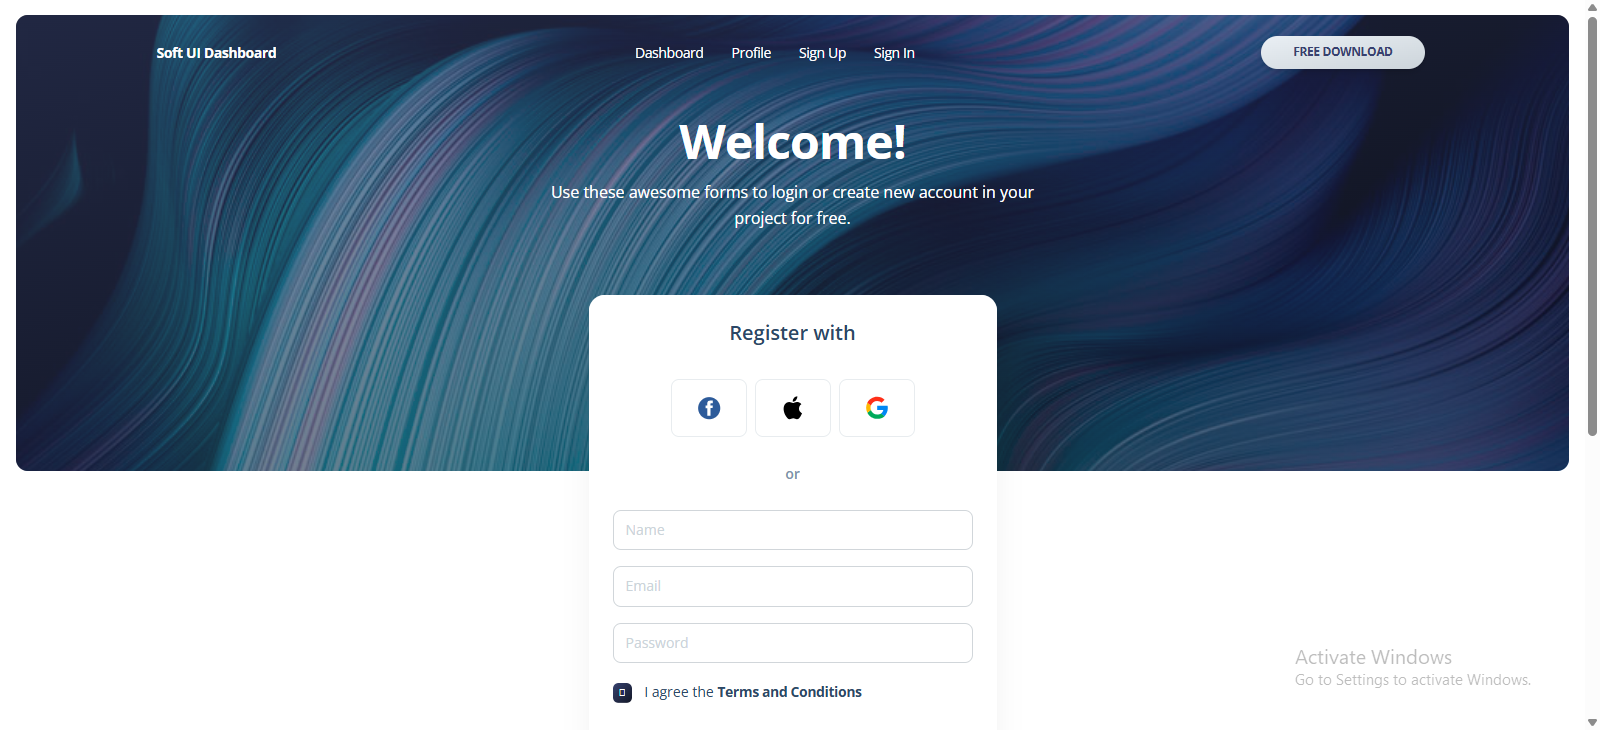 Soft UI Dashboard
Dashboard
Profile
Sign Up
Sign In
FREE DOWNLOAD
Welcome!
Use these awesome forms to login or create new account in your
project for free.
Register with
or
Name
Email
Password
I agree the Terms and Conditions
Activate Windows
Go to Settings to activate Windows.